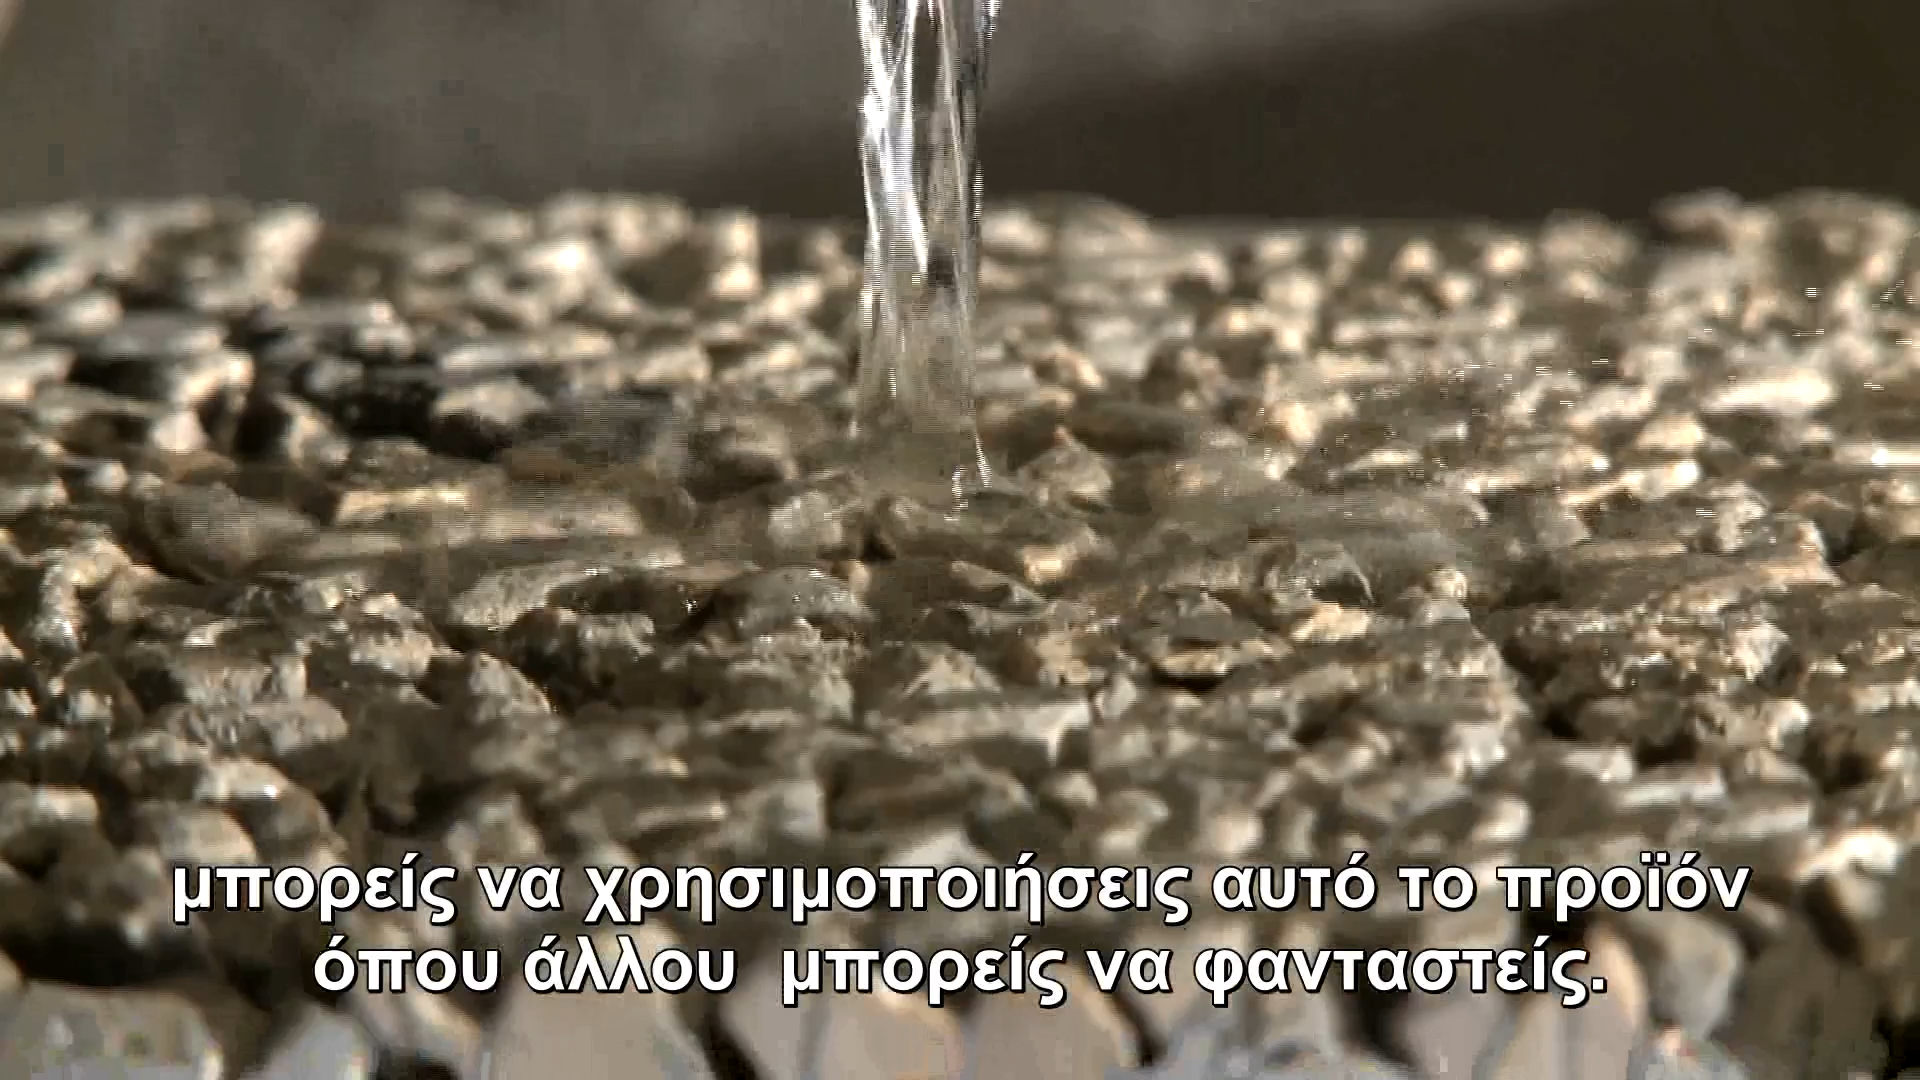 μπορείς να χρησιμοποιήσεις αυτό το προϊόν
όπου άλλου  μπορείς να φανταστείς.